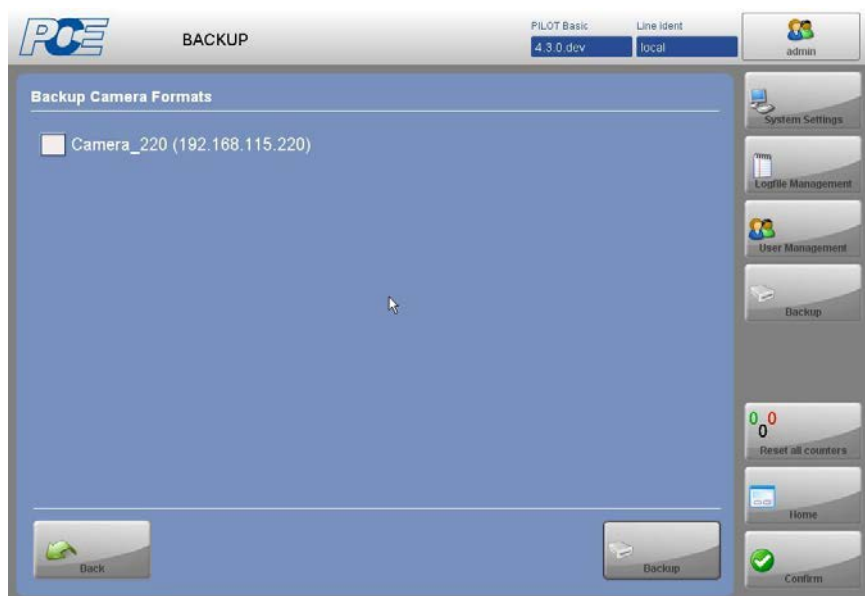 PCE
BACKUP
PILOT Basic
4.3.0.dev
Line Ident
local
admin
Backup Camera Formats
Camera_220 (192.168.115.220)
System Settings
Logfile Management
User Management
Backup
0 0
0
Reset all counters
Home
Confirm
Back
Backup